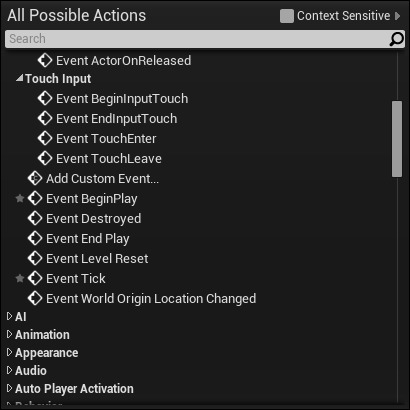 All Possible Actions
Context Sensitive
Search
Event ActorOnReleased
Touch Input
Event BeginInputTouch
Event EndInputTouch
Event TouchEnter
Event TouchLeave
Add Custom Event...
Event BeginPlay
Event Destroyed
Event End Play
Event Level Reset
Event Tick
Event World Origin Location Changed
AI
Animation
Appearance
Audio
Auto Player Activation